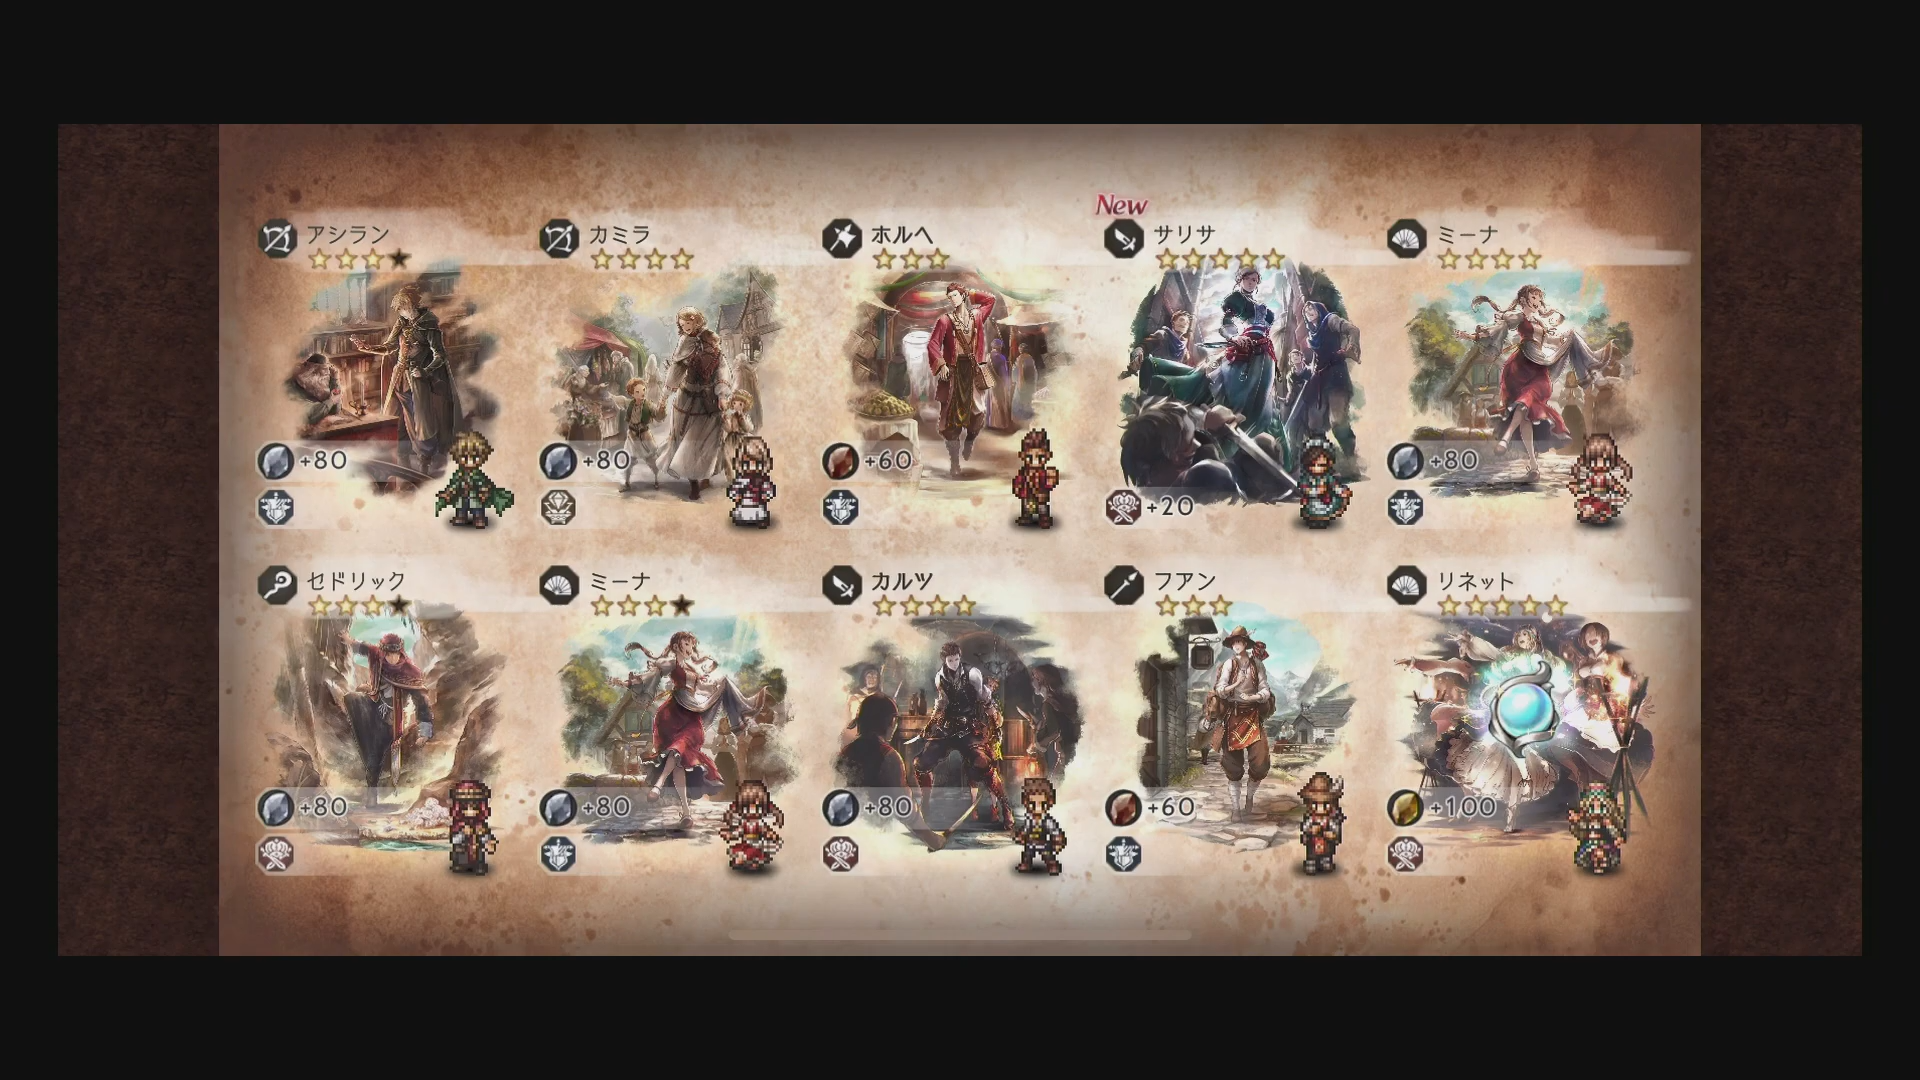 New
アシラン
カミラ
ホルヘ
サリサ
ミーナ
+80
+80
+60
+20
+80
セドリック
ミーナ
カルツ
フアン
リネット
+80
+80
+80
+60
+100